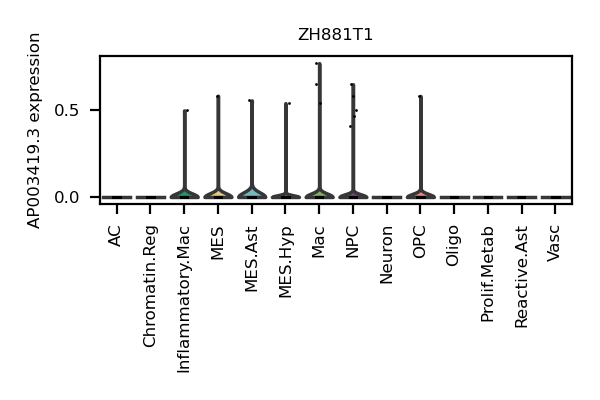 ZH881T1
AP003419.3 expression
0.5
0.0
AC
Chromatin.Reg
Inflammatory.Mac
MES
MES.Ast
MES.Hyp
Mac
NPC
Neuron
OPC
Oligo
Prolif.Metab
Reactive.Ast
Vasc